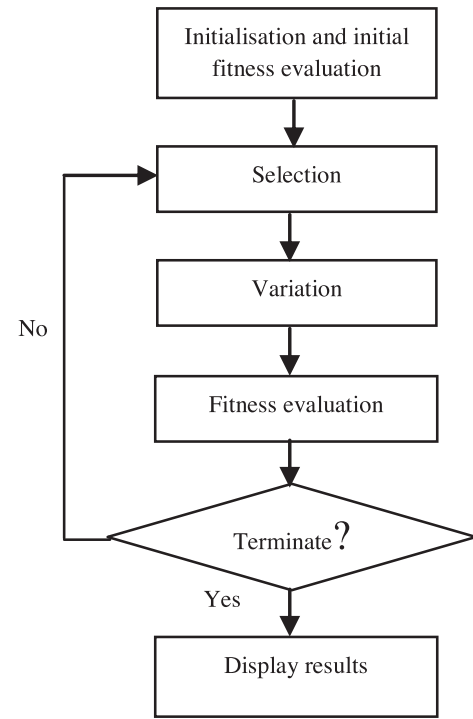 Initialisation and initial
fitness evaluation
Selection
Variation
No
Fitness evaluation
Terminate?
Yes
Display results